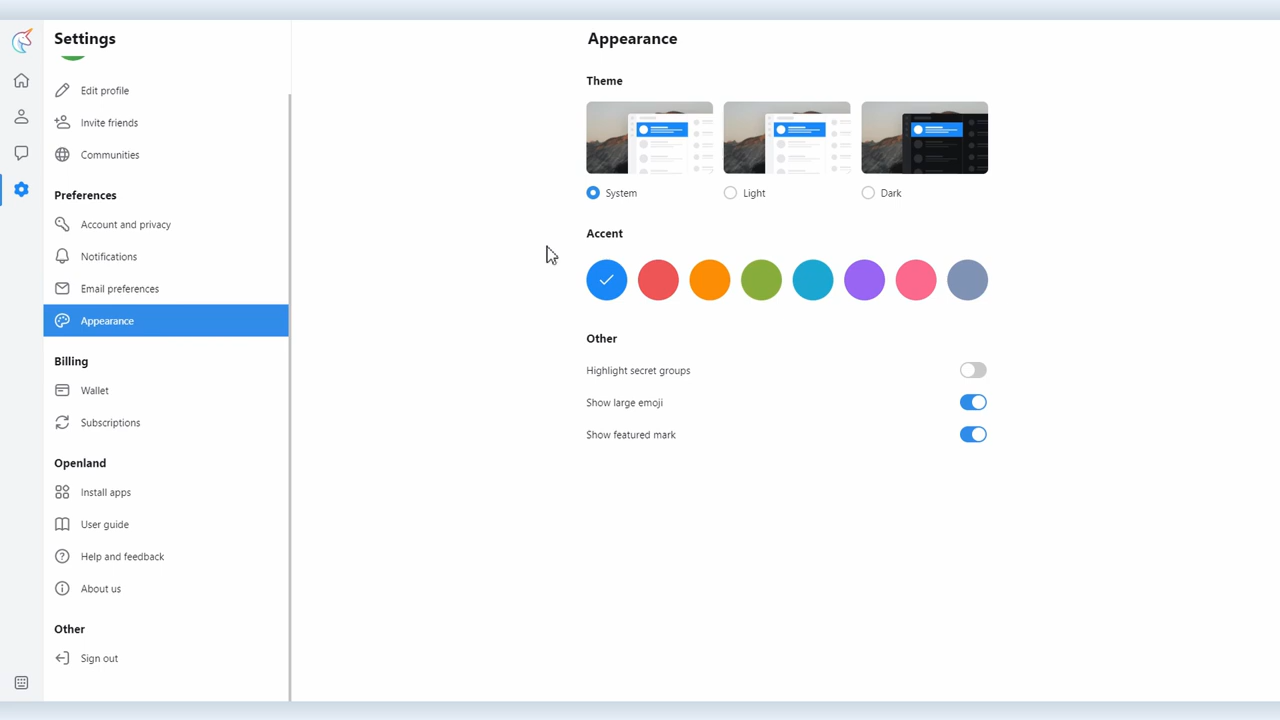 Settings
Edit profile
Invite friends
Communities
Preferences
Account and privacy
Notifications
Email preferences
Appearance
Billing
Wallet
Subscriptions
Openland
Install apps
User guide
Help and feedback
About us
Other
Sign out
Appearance
Theme
System
Light
Dark
Accent
Other
Highlight secret groups
Show large emoji
Show featured mark